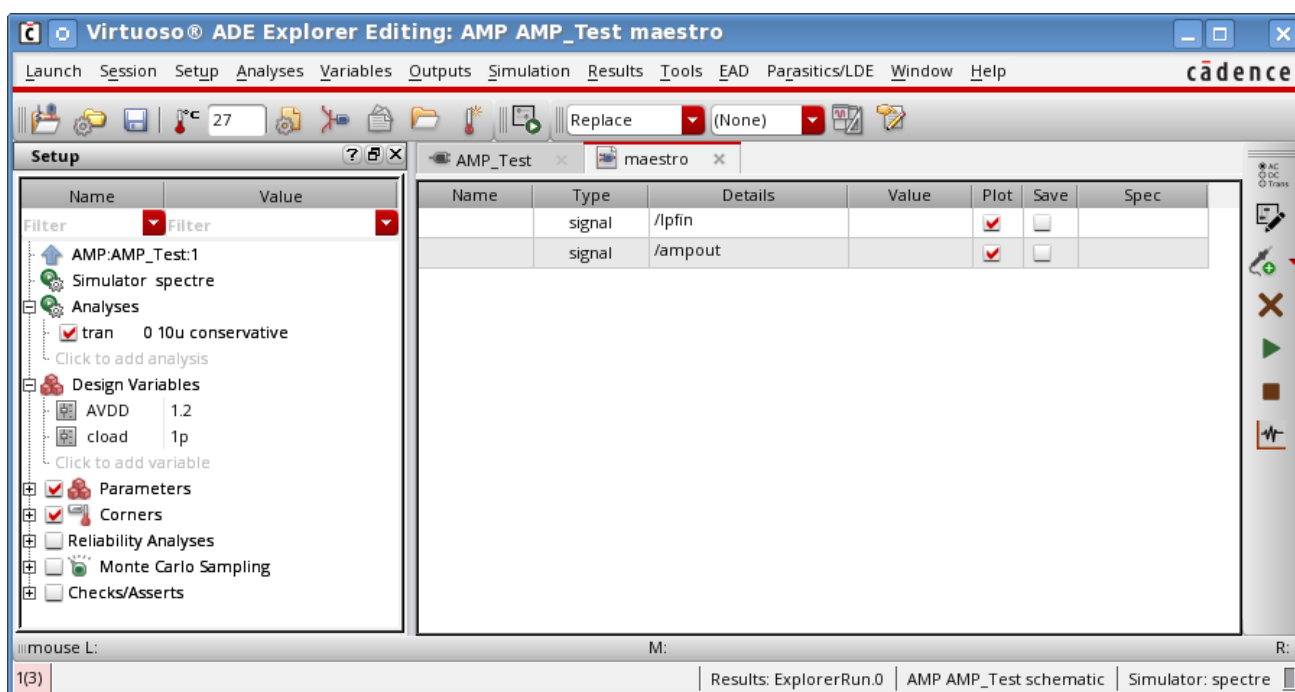 Virtuoso® ADE Explorer Editing: AMP AMP_Test maestro
Launch Session Setup Analyses Variables Outputs Simulation Results Tools EAD Parasitics/LDE Window Help cādence
°C 27 Replace (None)
Setup
Name Value
Filter Filter
AMP:AMP_Test:1
Simulator spectre
Analyses
tran 0 10u conservative
Click to add analysis
Design Variables
AVDD 1.2
cload 1p
Click to add variable
Parameters
Corners
Reliability Analyses
Monte Carlo Sampling
Checks/Asserts
AMP_Test maestro
Name Type Details Value Plot Save Spec
signal /lpfin
signal /ampout
AC
DC
Trans
mouse L: M: R:
1(3) Results: ExplorerRun.0 AMP AMP_Test schematic Simulator: spectre